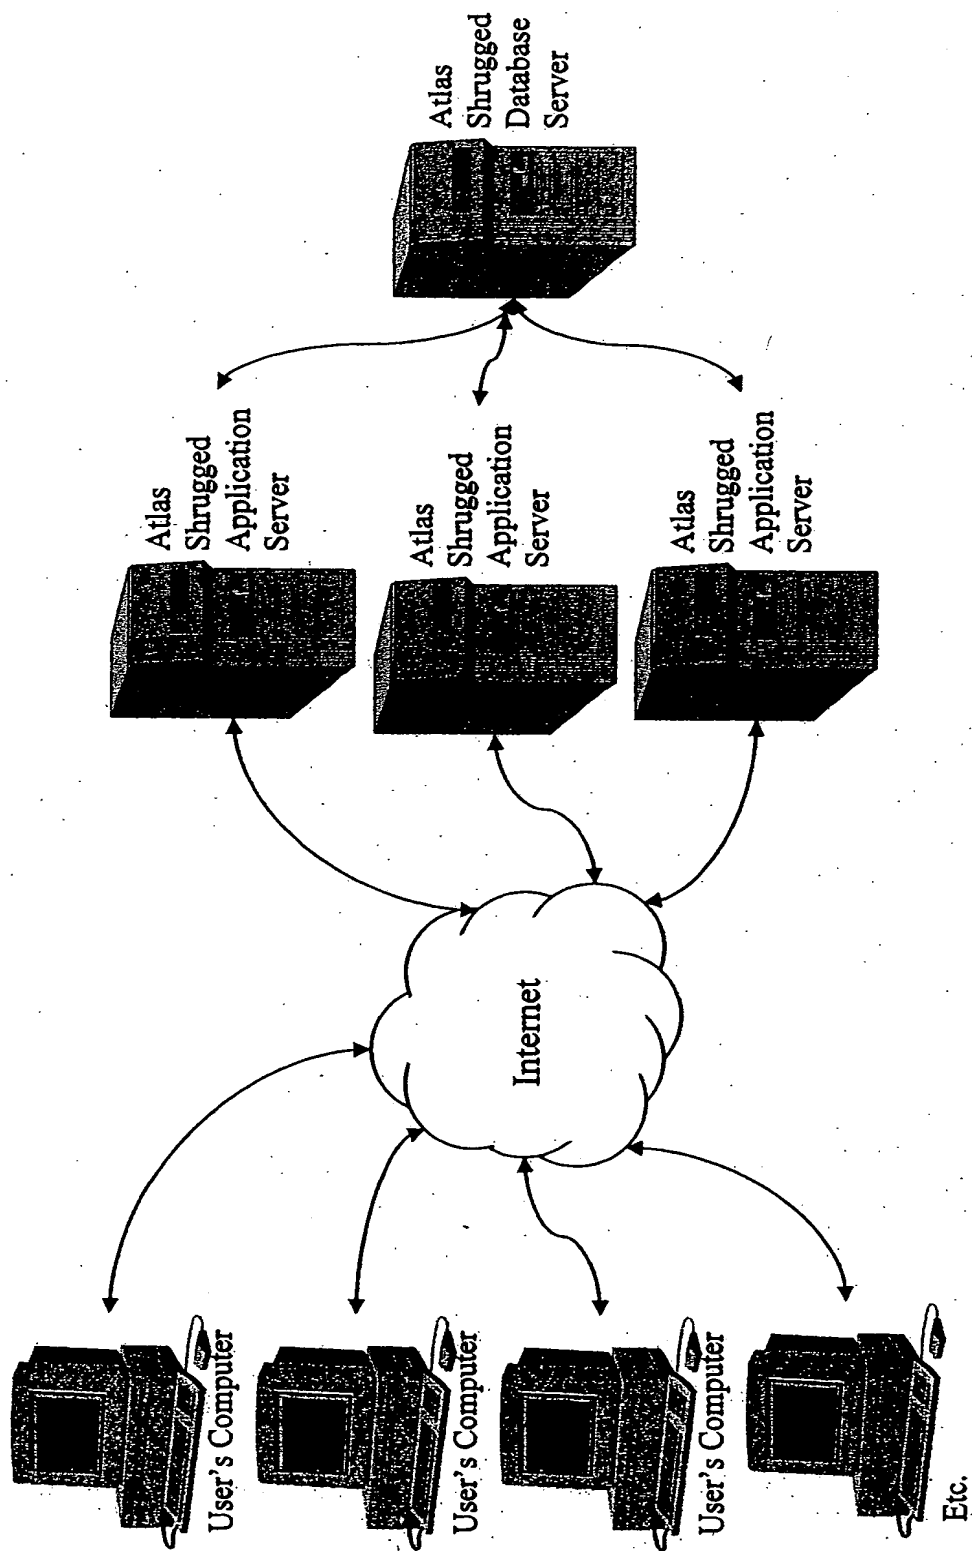 User's Computer
User's Computer
User's Computer
Etc.
Internet
Atlas
Shrugged
Application
Server
Atlas
Shrugged
Application
Server
Atlas
Shrugged
Application
Server
Atlas
Shrugged
Database
Server